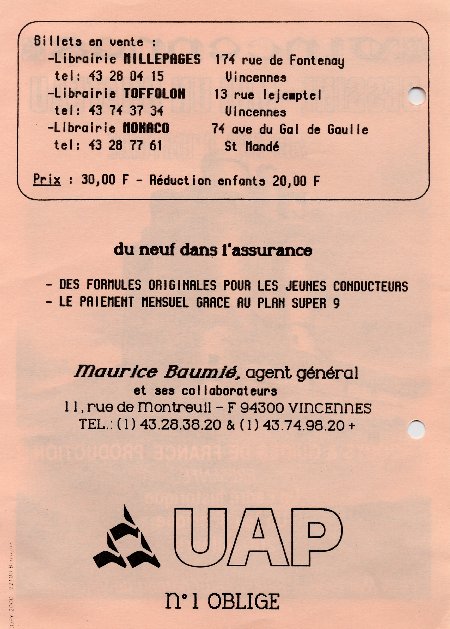 Billets en vente :
-Librairie MILLEPAGES 174 rue de Fontenay
tel: 43 28 04 15 Vincennes
-Librairie TOFFOLON 13 rue lejemptel
tel: 43 74 37 34 Vincennes
-Librairie MONACO 74 ave du Gal de Gaulle
tel: 43 28 77 61 St Mandé
Prix : 30,00 F - Réduction enfants 20,00 F
du neuf dans l'assurance
- DES FORMULES ORIGINALES POUR LES JEUNES CONDUCTEURS
- LE PAIEMENT MENSUEL GRACE AU PLAN SUPER 9
Maurice Baumié, agent général
et ses collaborateurs
11, rue de Montreuil - F 94300 VINCENNES
TEL.: (1) 43.28.38.20 & (1) 43.74.98.20 +
UAP
N°1 OBLIGE